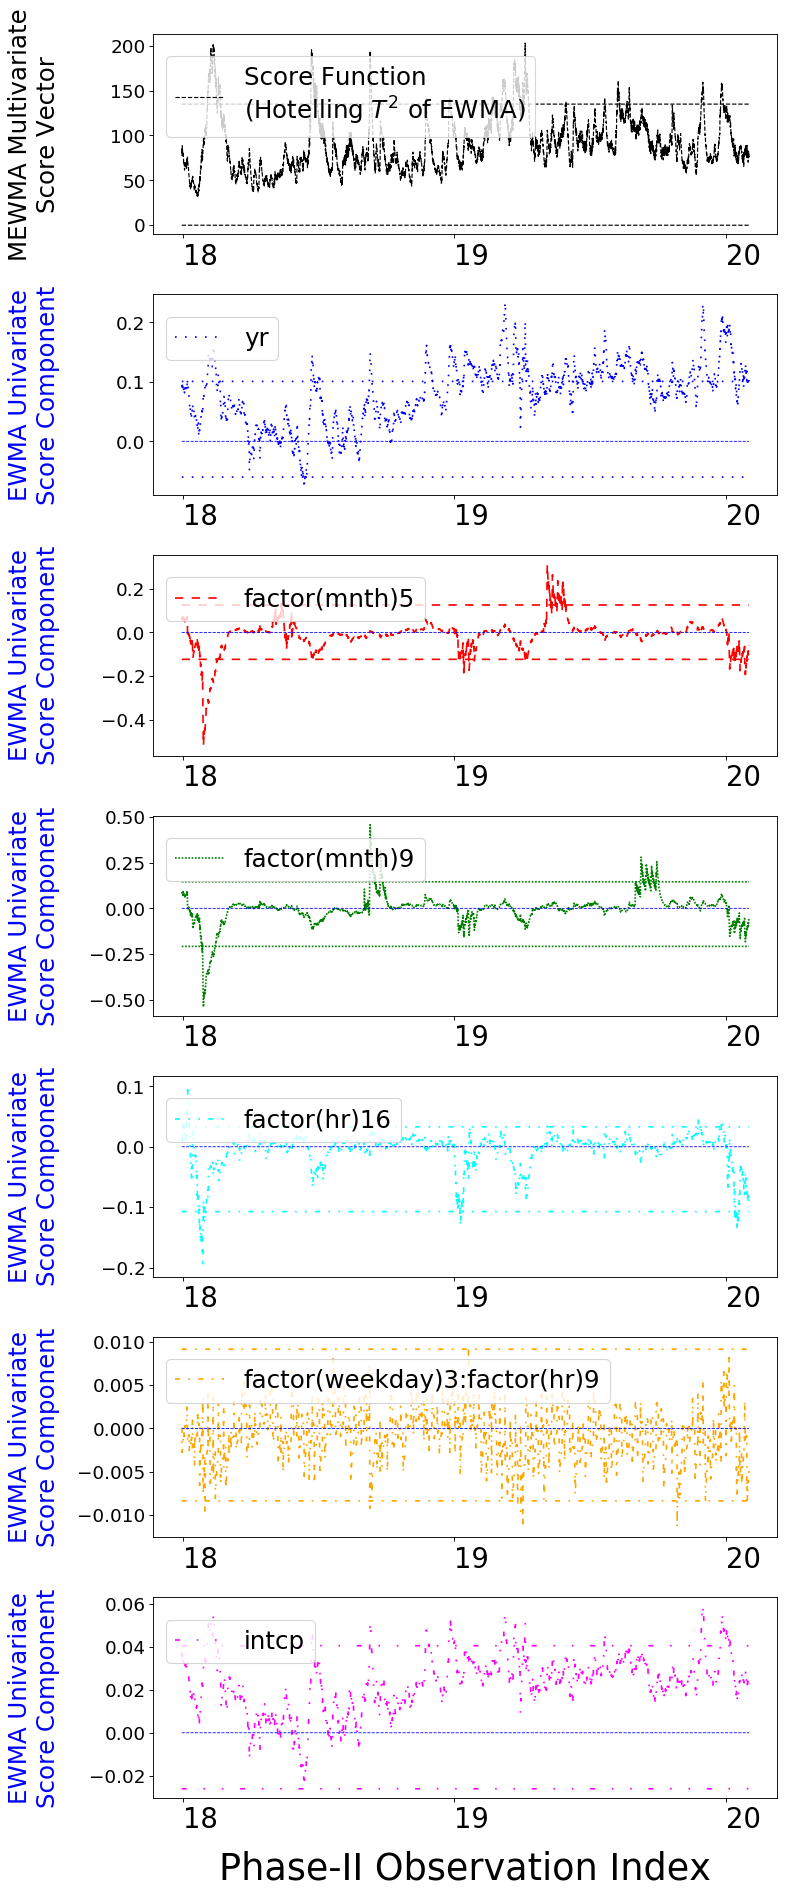 MEWMA Multivariate
Score Vector
200
150
100
50
0
Score Function
(Hotelling T² of EWMA)
18 19 20
EWMA Univariate
Score Component
0.2
0.1
0.0
yr
18 19 20
EWMA Univariate
Score Component
0.2
0.0
−0.2
−0.4
factor(mnth)5
18 19 20
EWMA Univariate
Score Component
0.50
0.25
0.00
−0.25
−0.50
factor(mnth)9
18 19 20
EWMA Univariate
Score Component
0.1
0.0
−0.1
−0.2
factor(hr)16
18 19 20
EWMA Univariate
Score Component
0.010
0.005
0.000
−0.005
−0.010
factor(weekday)3:factor(hr)9
18 19 20
EWMA Univariate
Score Component
0.06
0.04
0.02
0.00
−0.02
intcp
18 19 20
Phase-II Observation Index